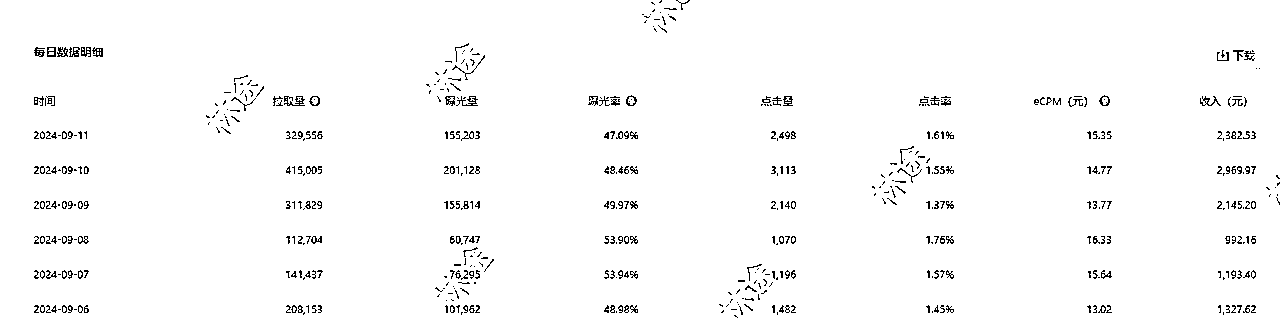 每日数据明细 下载
时间 拉取量 曝光量 曝光率 点击量 点击率 eCPM（元） 收入（元）
2024-09-11 329,556 155,203 47.09% 2,498 1.61% 15.35 2,382.53
2024-09-10 415,005 201,128 48.46% 3,113 1.55% 14.77 2,969.97
2024-09-09 311,829 155,814 49.97% 2,140 1.37% 13.77 2,145.20
2024-09-08 112,704 60,747 53.90% 1,070 1.76% 16.33 992.16
2024-09-07 141,437 76,295 53.94% 1,196 1.57% 15.64 1,193.40
2024-09-06 208,153 101,962 48.98% 1,482 1.45% 13.02 1,327.62